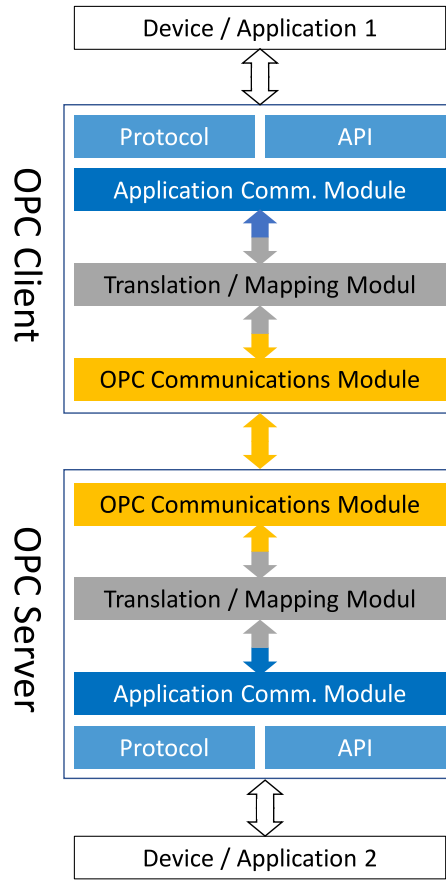 Device / Application 1
OPC Client
Protocol
API
Application Comm. Module
Translation / Mapping Modul
OPC Communications Module
OPC Server
OPC Communications Module
Translation / Mapping Modul
Application Comm. Module
Protocol
API
Device / Application 2